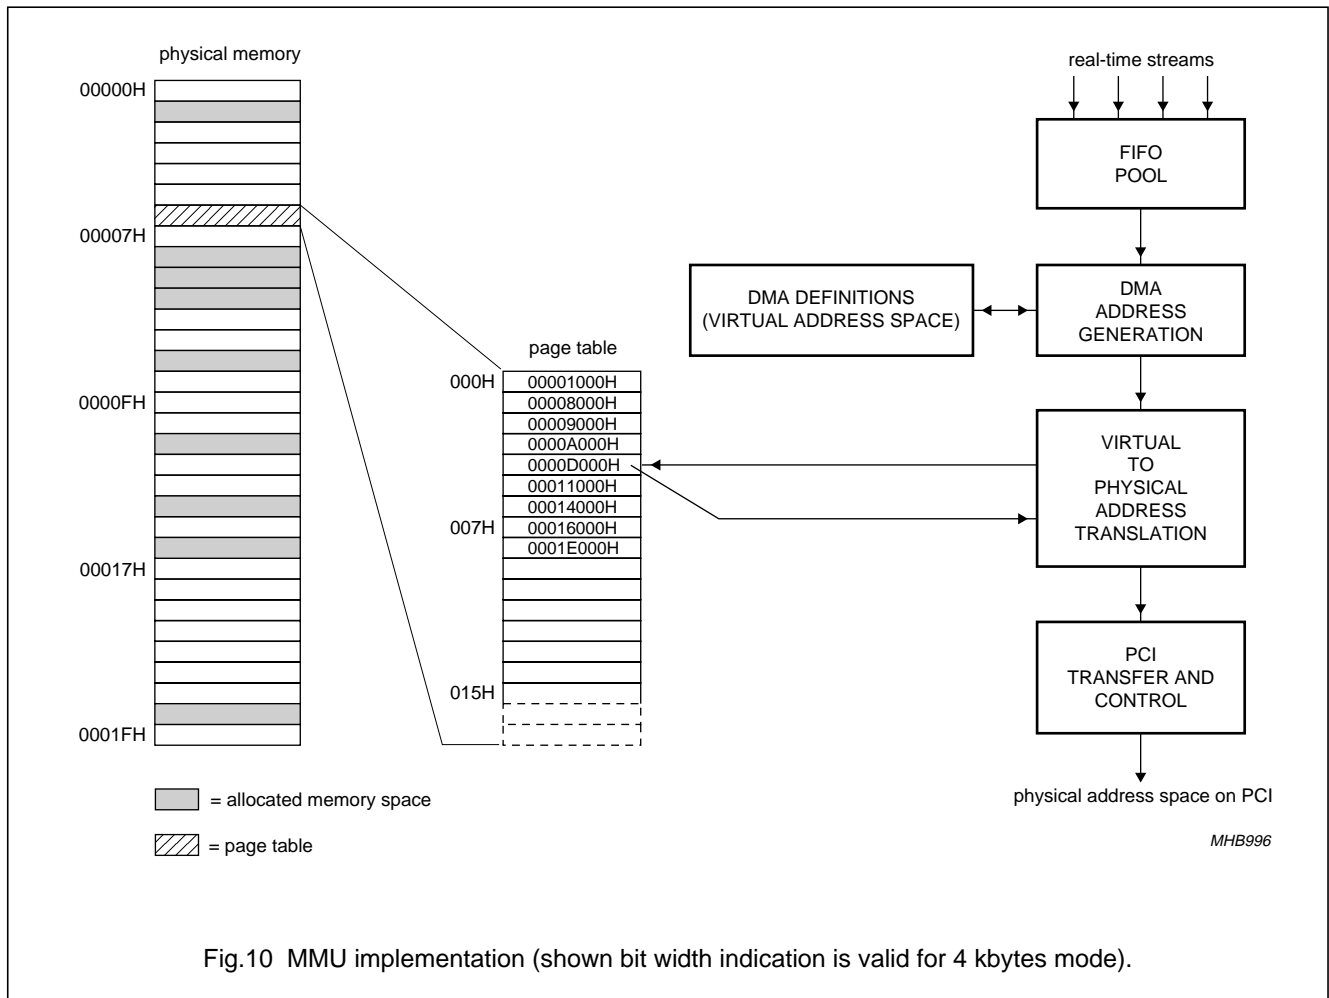 physical memory
00000H
00007H
0000FH
00017H
0001FH
= allocated memory space
= page table
page table
000H
007H
015H
00001000H
00008000H
00009000H
0000A000H
0000D000H
00011000H
00014000H
00016000H
0001E000H
real-time streams
FIFO
POOL
DMA DEFINITIONS
(VIRTUAL ADDRESS SPACE)
DMA
ADDRESS
GENERATION
VIRTUAL
TO
PHYSICAL
ADDRESS
TRANSLATION
PCI
TRANSFER AND
CONTROL
physical address space on PCI
MHB996
Fig.10 MMU implementation (shown bit width indication is valid for 4 kbytes mode).